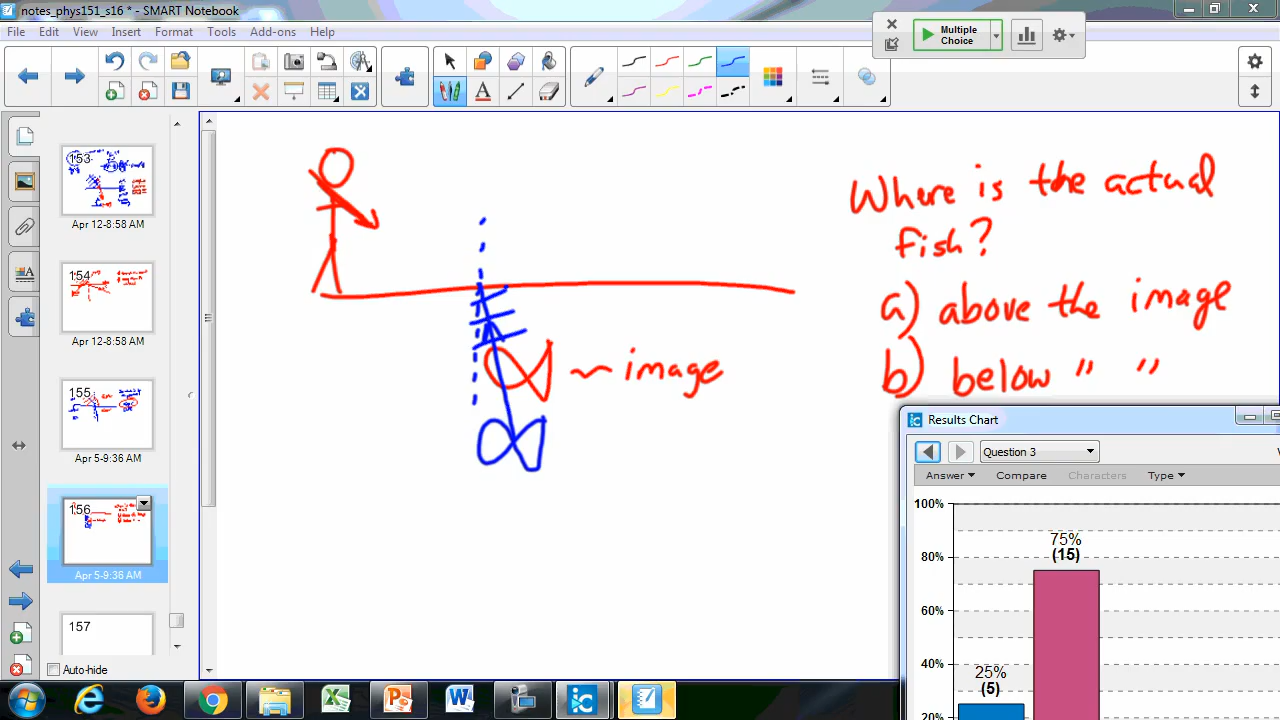 notes_phys151_s16 * - SMART Notebook
File Edit View Insert Format Tools Add-ons Help
Multiple Choice
153
Apr 12-8:58 AM
154
Apr 12-8:58 AM
155
Apr 5-9:36 AM
156
Apr 5-9:36 AM
157
Auto-hide
~ image
Where is the actual
fish?
a) above the image
b) below " "
Results Chart
Question 3
Answer Compare Characters Type
100%
80%
60%
40%
20%
75%
(15)
25%
(5)